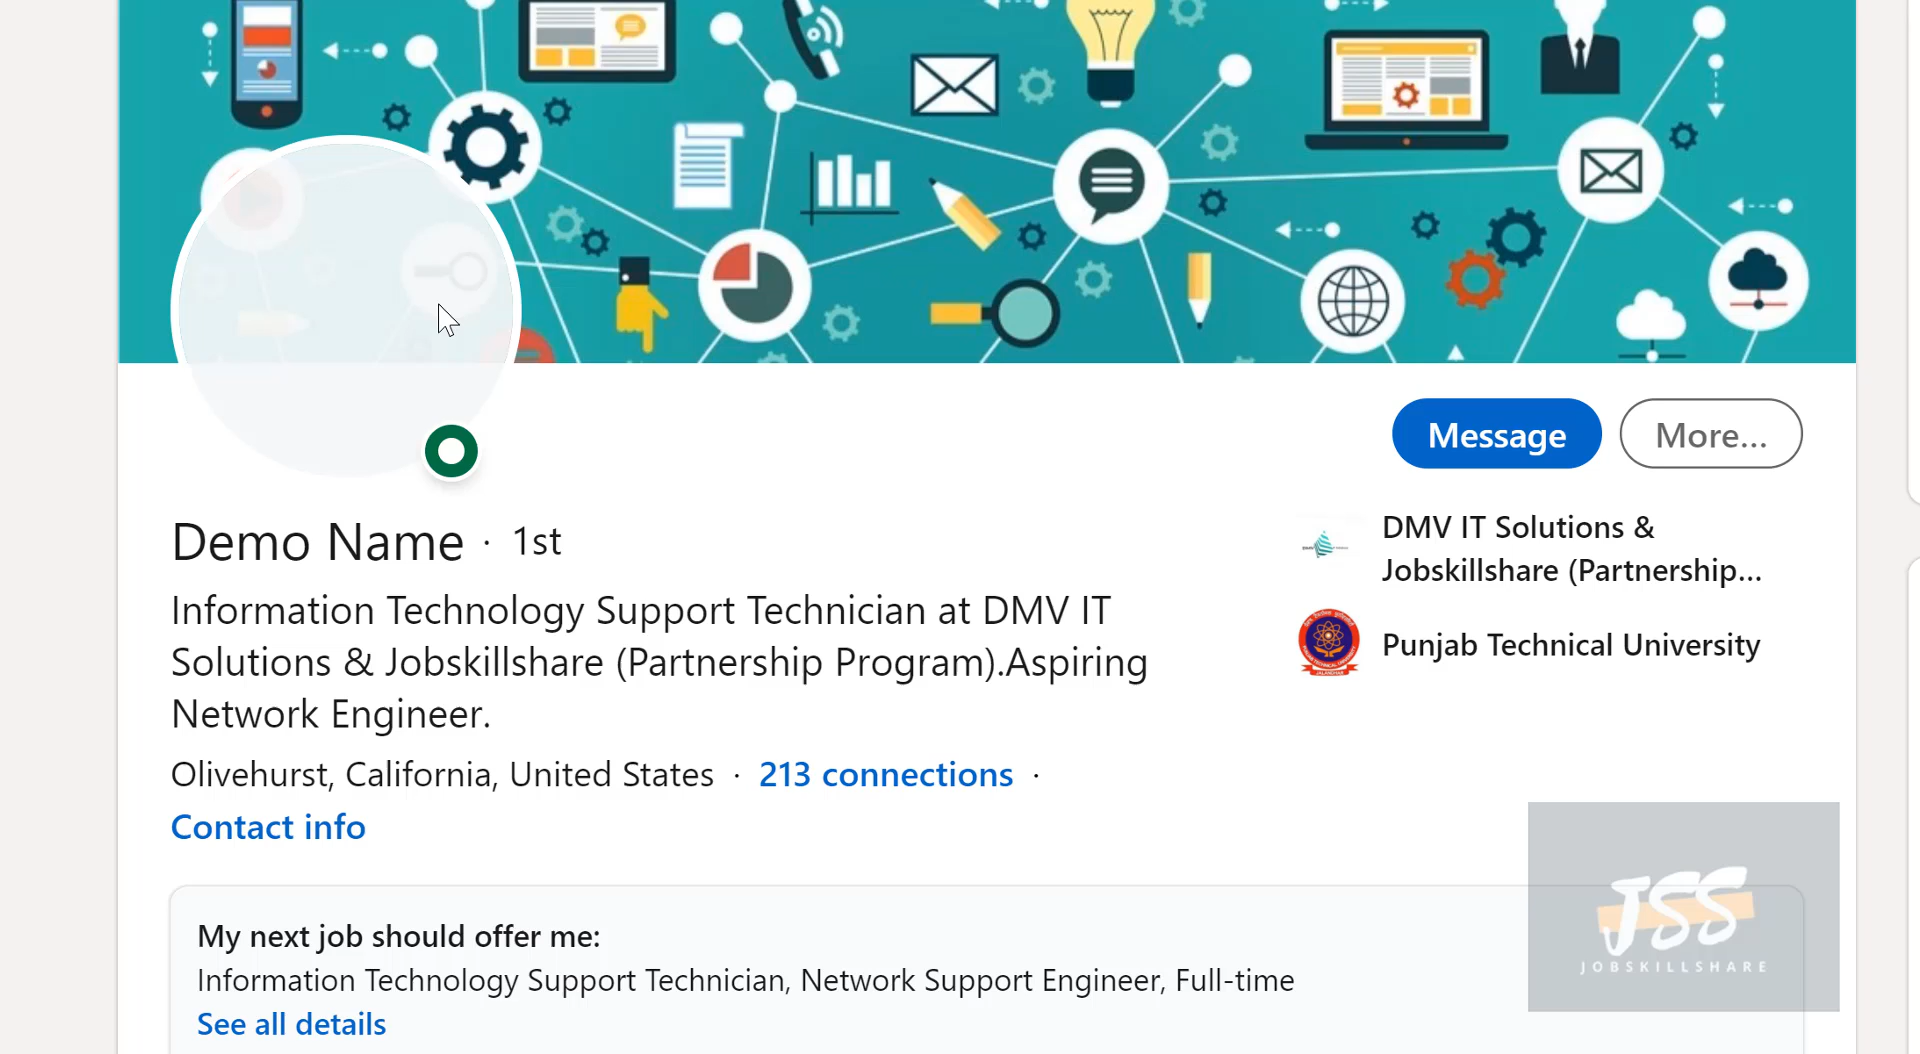 Demo Name · 1st
Information Technology Support Technician at DMV IT
Solutions & Jobskillshare (Partnership Program).Aspiring
Network Engineer.
Olivehurst, California, United States · 213 connections ·
Contact info
Message
More...
DMV IT Solutions &
Jobskillshare (Partnership...
Punjab Technical University
My next job should offer me:
Information Technology Support Technician, Network Support Engineer, Full-time
See all details
JSS
JOBSKILLSHARE